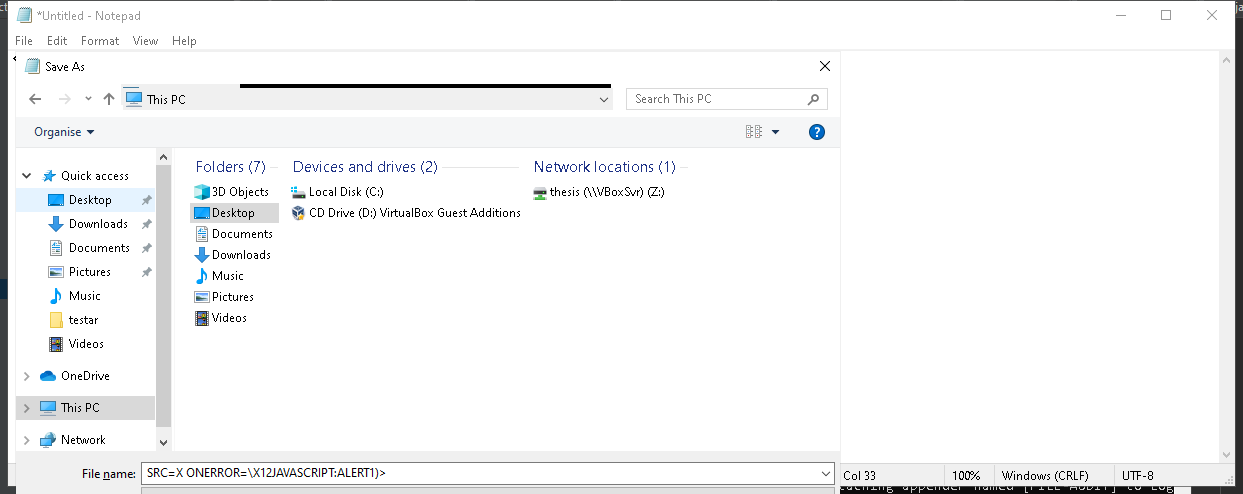 *Untitled - Notepad
File Edit Format View Help
Save As
This PC
Search This PC
Organise
Quick access
Desktop
Downloads
Documents
Pictures
Music
testar
Videos
OneDrive
This PC
Network
Folders (7)
3D Objects
Desktop
Documents
Downloads
Music
Pictures
Videos
Devices and drives (2)
Local Disk (C:)
CD Drive (D:) VirtualBox Guest Additions
Network locations (1)
thesis (\\VBoxSvr) (Z:)
File name: SRC=X ONERROR=\X12JAVASCRIPT:ALERT1)>
Col 33 100% Windows (CRLF) UTF-8